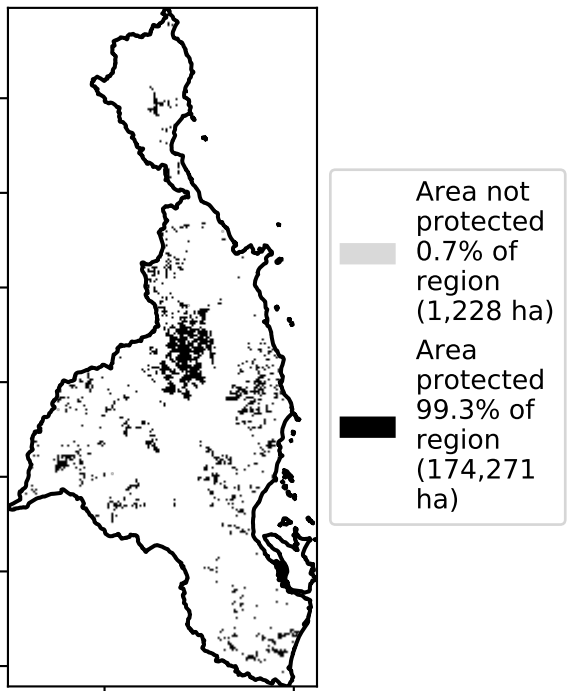 Area not
protected
0.7% of
region
(1,228 ha)
Area
protected
99.3% of
region
(174,271
ha)